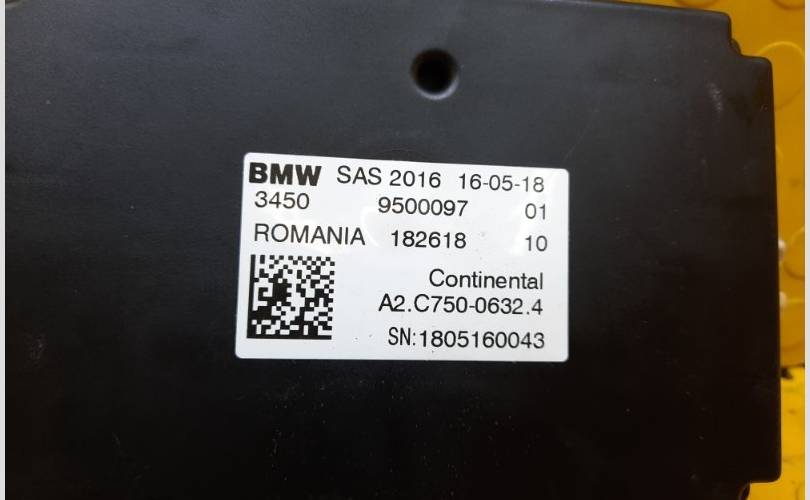 BMW SAS 2016 16-05-18
3450 9500097 01
ROMANIA 182618 10
Continental
A2.C750-0632.4
SN:1805160043